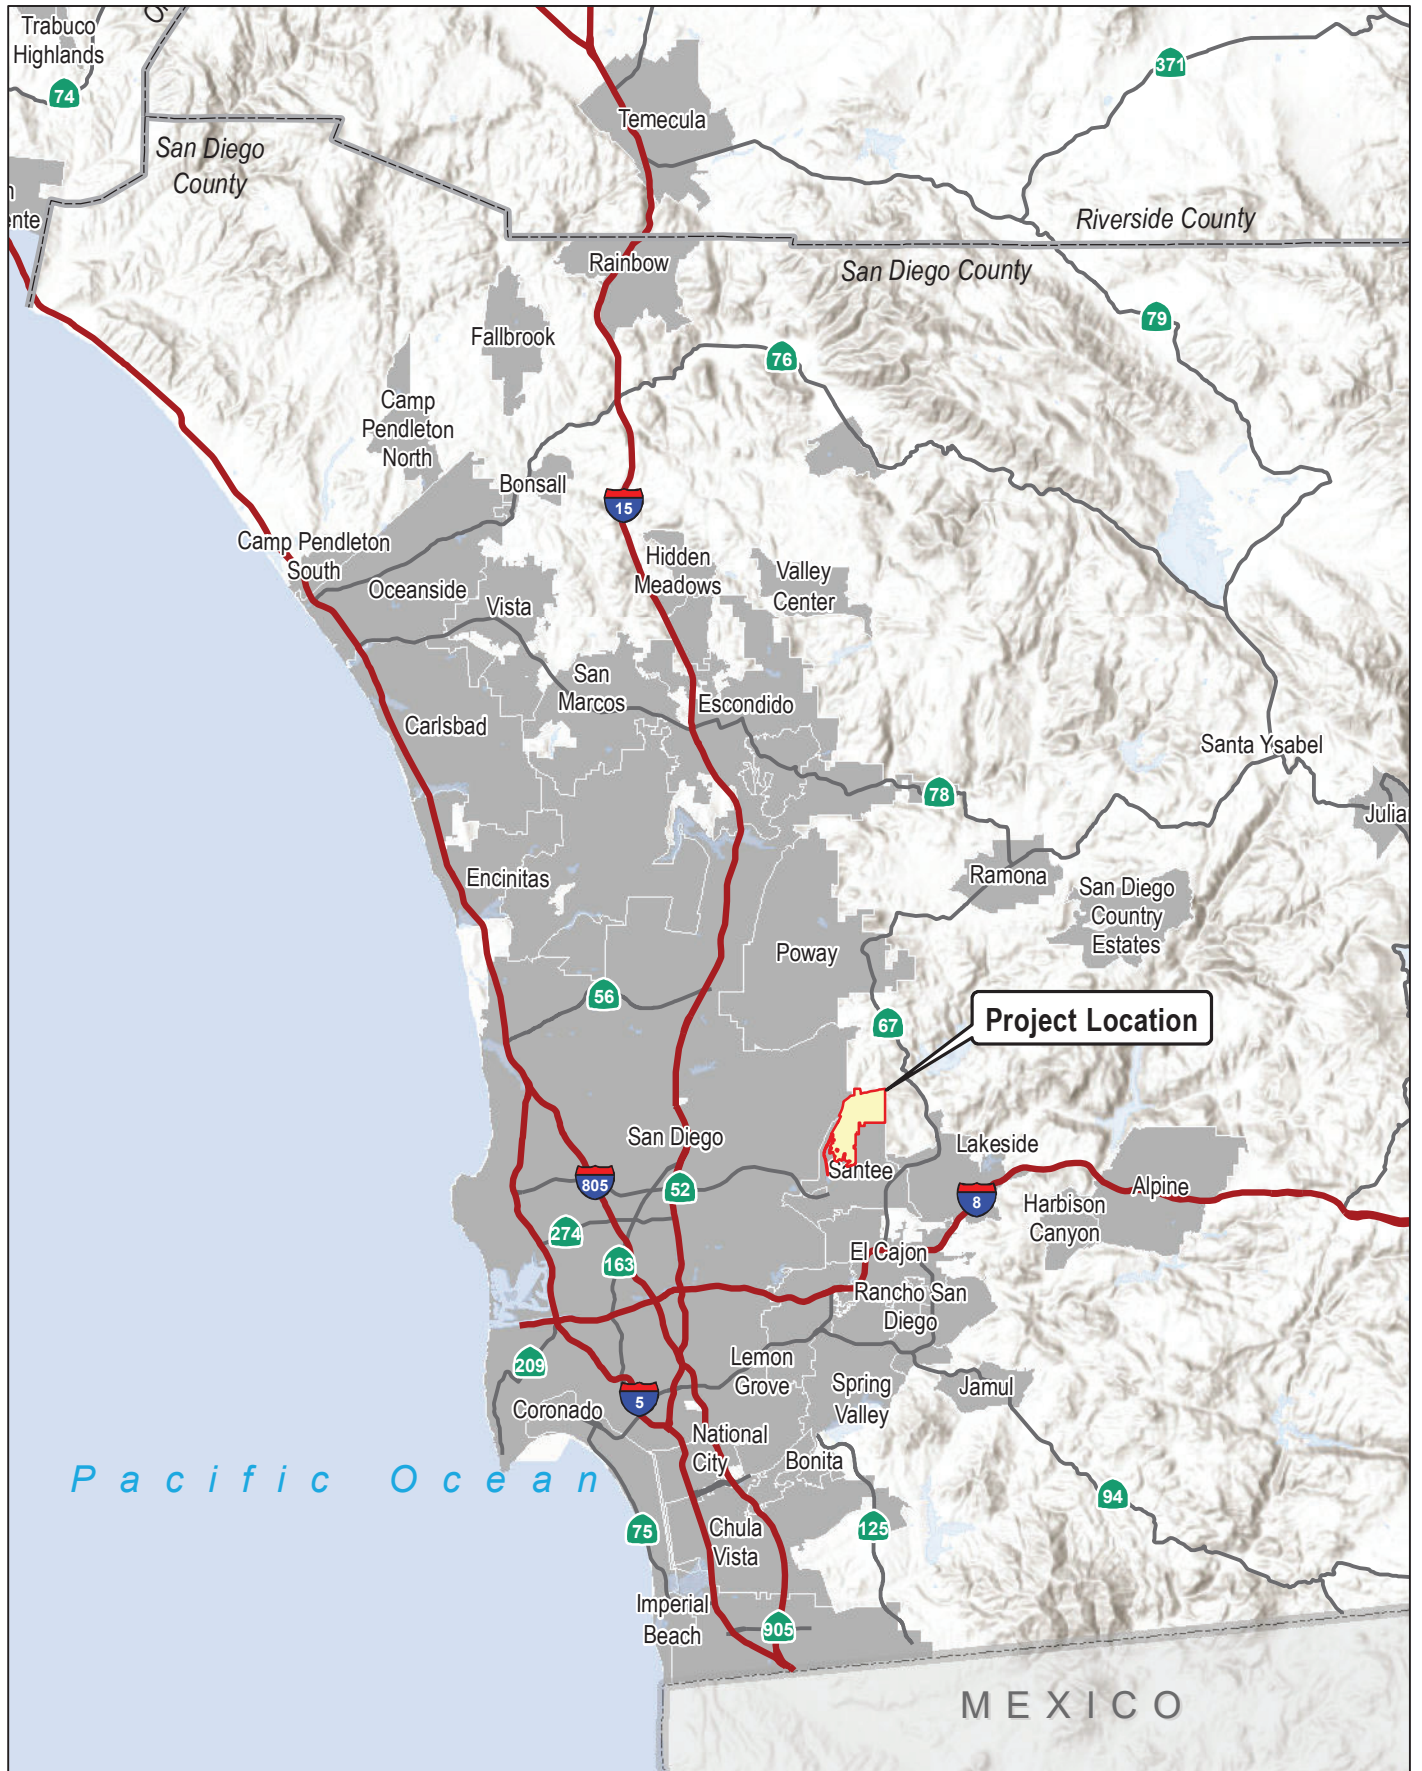 Trabuco
Highlands
74
371
Temecula
San Diego
County
ente
Riverside County
Rainbow
San Diego County
79
Fallbrook
76
Camp
Pendleton
North
Bonsall
15
Camp Pendleton
South
Hidden
Meadows
Valley
Center
Oceanside
Vista
San
Marcos
Escondido
Carlsbad
Santa Ysabel
78
Julia
Encinitas
Ramona
San Diego
Country
Estates
Poway
56
67
Project Location
San Diego
Lakeside
Santee
805
52
8
Alpine
Harbison
Canyon
274
163
El Cajon
Rancho San
Diego
209
Lemon
Grove
Spring
Valley
Jamul
5
Coronado
National
City
Bonita
Pacific Ocean
94
75
Chula
Vista
125
Imperial
Beach
905
MEXICO